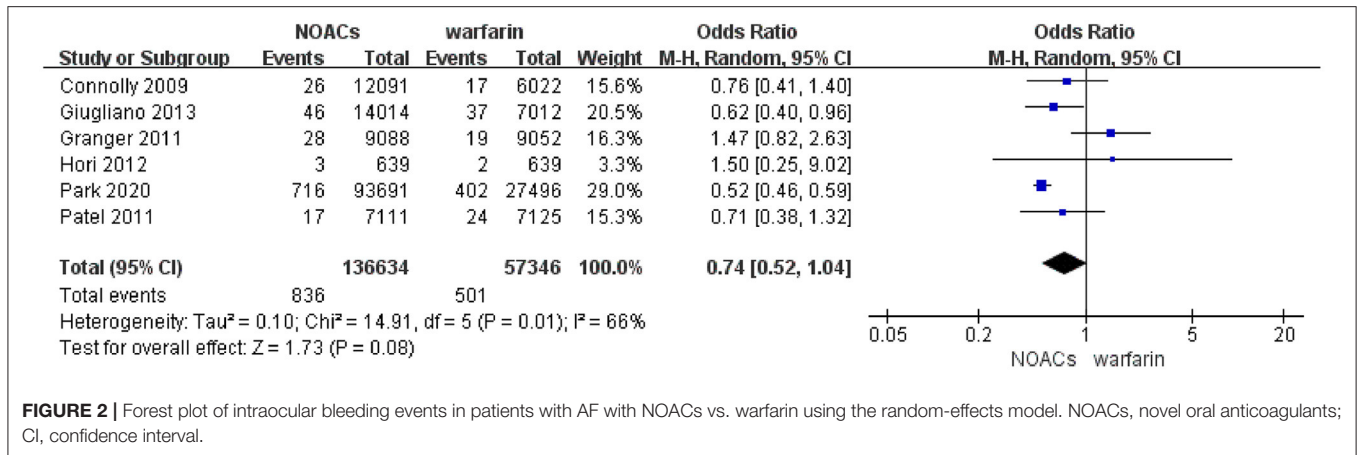 NOACs warfarin Odds Ratio Odds Ratio
Study or Subgroup Events Total Events Total Weight M-H, Random, 95% CI M-H, Random, 95% CI
Connolly 2009 26 12091 17 6022 15.6% 0.76 [0.41, 1.40]
Giugliano 2013 46 14014 37 7012 20.5% 0.62 [0.40, 0.96]
Granger 2011 28 9088 19 9052 16.3% 1.47 [0.82, 2.63]
Hori 2012 3 639 2 639 3.3% 1.50 [0.25, 9.02]
Park 2020 716 93691 402 27496 29.0% 0.52 [0.46, 0.59]
Patel 2011 17 7111 24 7125 15.3% 0.71 [0.38, 1.32]
Total (95% CI) 136634 57346 100.0% 0.74 [0.52, 1.04]
Total events 836 501
Heterogeneity: Tau² = 0.10; Chi² = 14.91, df = 5 (P = 0.01); I² = 66%
Test for overall effect: Z = 1.73 (P = 0.08)
0.05 0.2 1 5 20
NOACs warfarin
FIGURE 2 | Forest plot of intraocular bleeding events in patients with AF with NOACs vs. warfarin using the random-effects model. NOACs, novel oral anticoagulants;
CI, confidence interval.